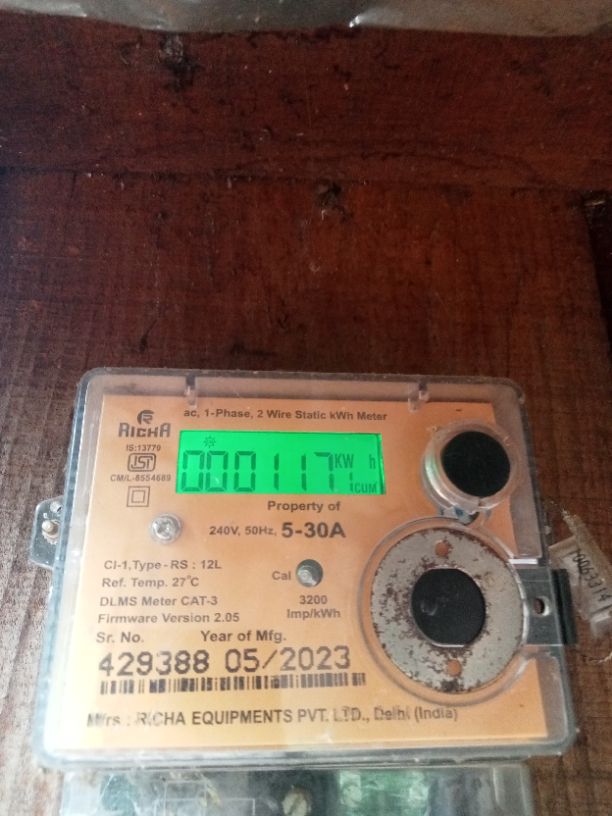 ac, 1-Phase, 2 Wire Static kWh Meter
RICHA
IS:13779
ISI
CM/L-8554689
000117 KW h
CUM
Property of
240V, 50Hz, 5-30A
Cl-1, Type - RS : 12L
Ref. Temp. 27°C
Cal
DLMS Meter CAT-3
3200
Firmware Version 2.05
Imp/kWh
Sr. No. Year of Mfg.
429388 05/2023
Mfrs : RICHA EQUIPMENTS PVT. LTD., Delhi (India)